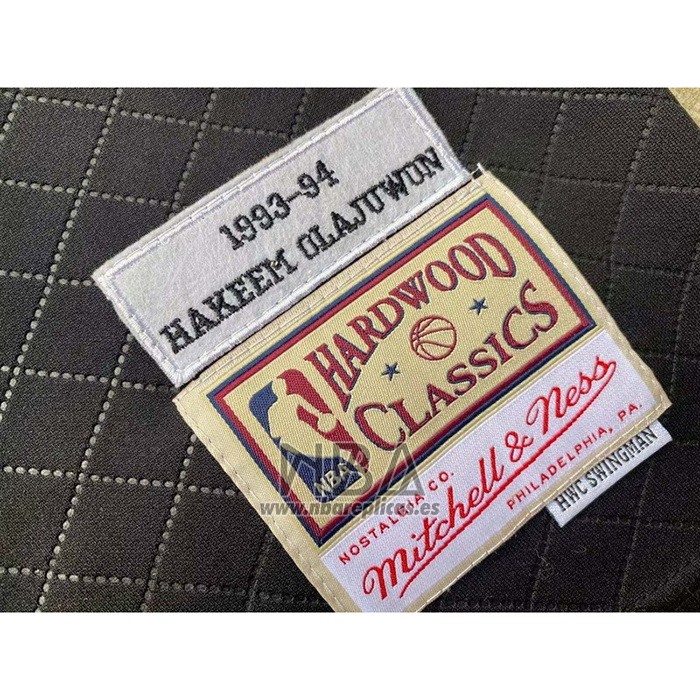 1993-94
HAKEEM OLAJUWON
HARDWOOD
CLASSICS
NBA
NBA
www.nbareplicas.es
NOSTALGIA CO.
Mitchell & Ness
PHILADELPHIA, PA.
HWC SWINGMAN